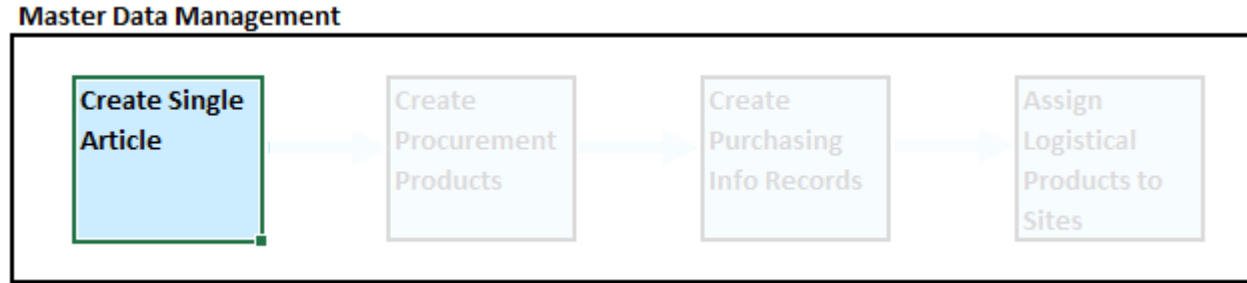 Master Data Management
Create Single
Article
Create
Procurement
Products
Create
Purchasing
Info Records
Assign
Logistical
Products to
Sites